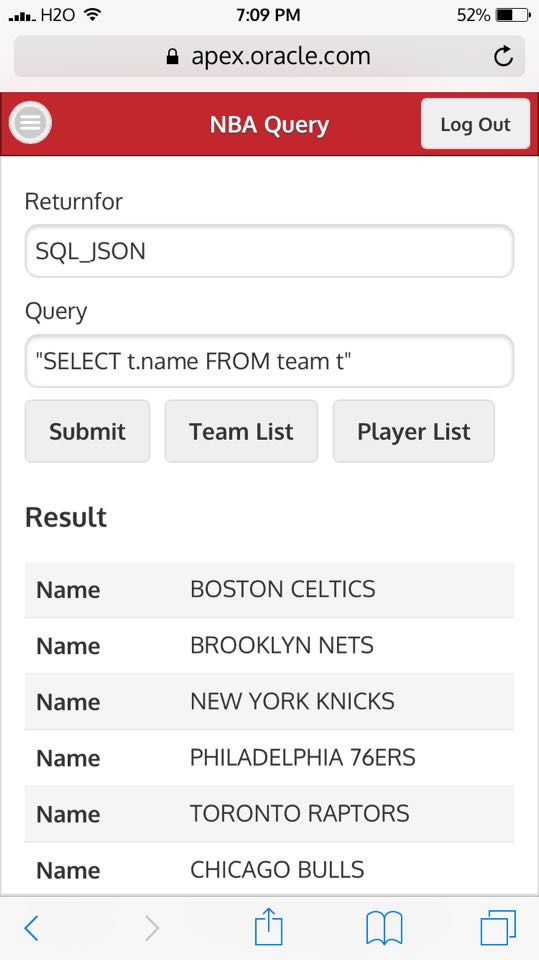 H2O 7:09 PM 52%
apex.oracle.com
NBA Query Log Out
Returnfor
SQL_JSON
Query
"SELECT t.name FROM team t"
Submit Team List Player List
Result
Name BOSTON CELTICS
Name BROOKLYN NETS
Name NEW YORK KNICKS
Name PHILADELPHIA 76ERS
Name TORONTO RAPTORS
Name CHICAGO BULLS